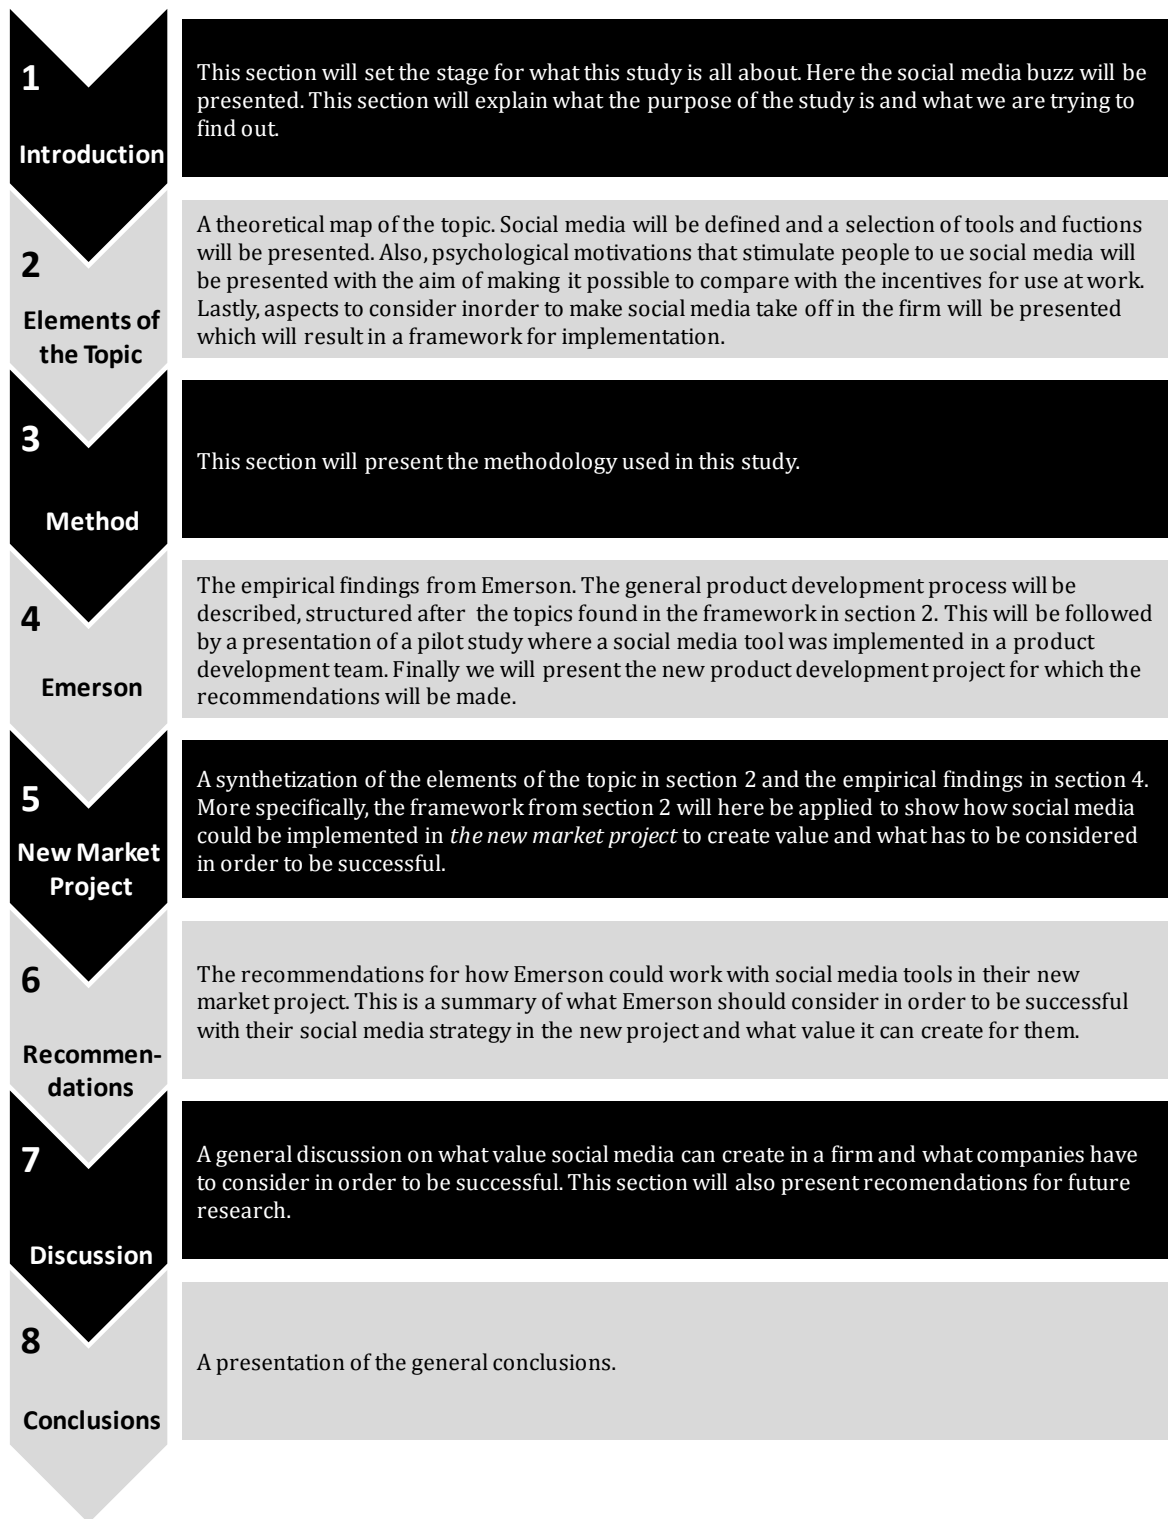 1
Introduction
This section will set the stage for what this study is all about. Here the social media buzz will be
presented. This section will explain what the purpose of the study is and what we are trying to
find out.
2
Elements of
the Topic
A theoretical map of the topic. Social media will be defined and a selection of tools and fuctions
will be presented. Also, psychological motivations that stimulate people to ue social media will
be presented with the aim of making it possible to compare with the incentives for use at work.
Lastly, aspects to consider inorder to make social media take off in the firm will be presented
which will result in a framework for implementation.
3
Method
This section will present the methodology used in this study.
4
Emerson
The empirical findings from Emerson. The general product development process will be
described, structured after the topics found in the framework in section 2. This will be followed
by a presentation of a pilot study where a social media tool was implemented in a product
development team. Finally we will present the new product development project for which the
recommendations will be made.
5
New Market
Project
A synthetization of the elements of the topic in section 2 and the empirical findings in section 4.
More specifically, the framework from section 2 will here be applied to show how social media
could be implemented in the new market project to create value and what has to be considered
in order to be successful.
6
Recommen-
dations
The recommendations for how Emerson could work with social media tools in their new
market project. This is a summary of what Emerson should consider in order to be successful
with their social media strategy in the new project and what value it can create for them.
7
Discussion
A general discussion on what value social media can create in a firm and what companies have
to consider in order to be successful. This section will also present recomendations for future
research.
8
Conclusions
A presentation of the general conclusions.